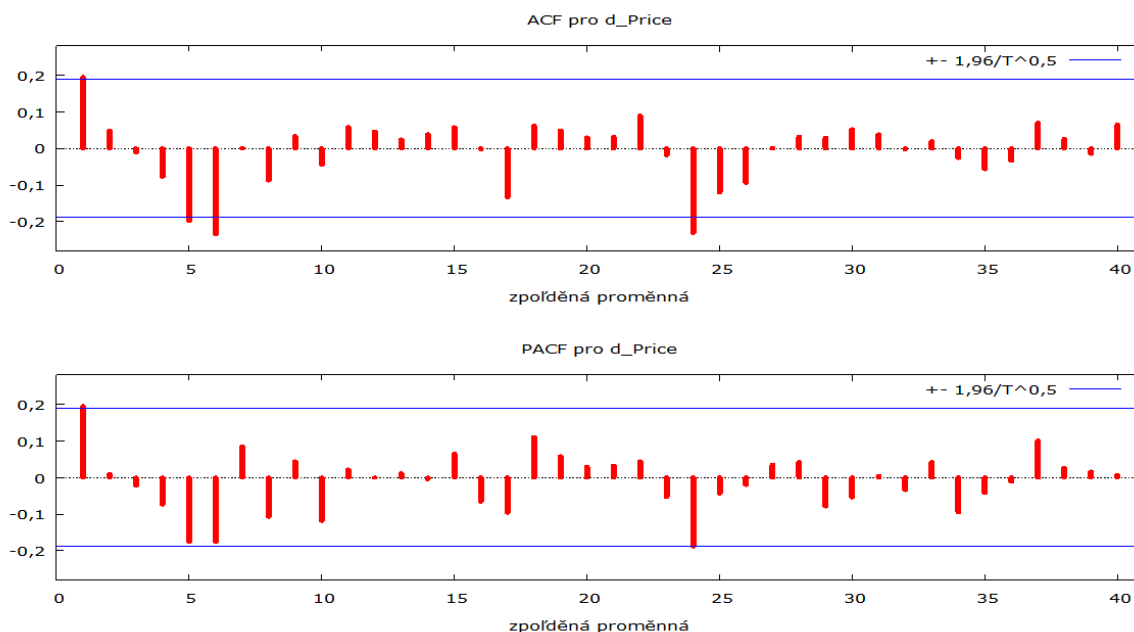 ACF pro d_Price
+- 1,96/T^0,5
0,2
0,1
0
-0,1
-0,2
0 5 10 15 20 25 30 35 40
zpoľděná proměnná
PACF pro d_Price
+- 1,96/T^0,5
0,2
0,1
0
-0,1
-0,2
0 5 10 15 20 25 30 35 40
zpoľděná proměnná